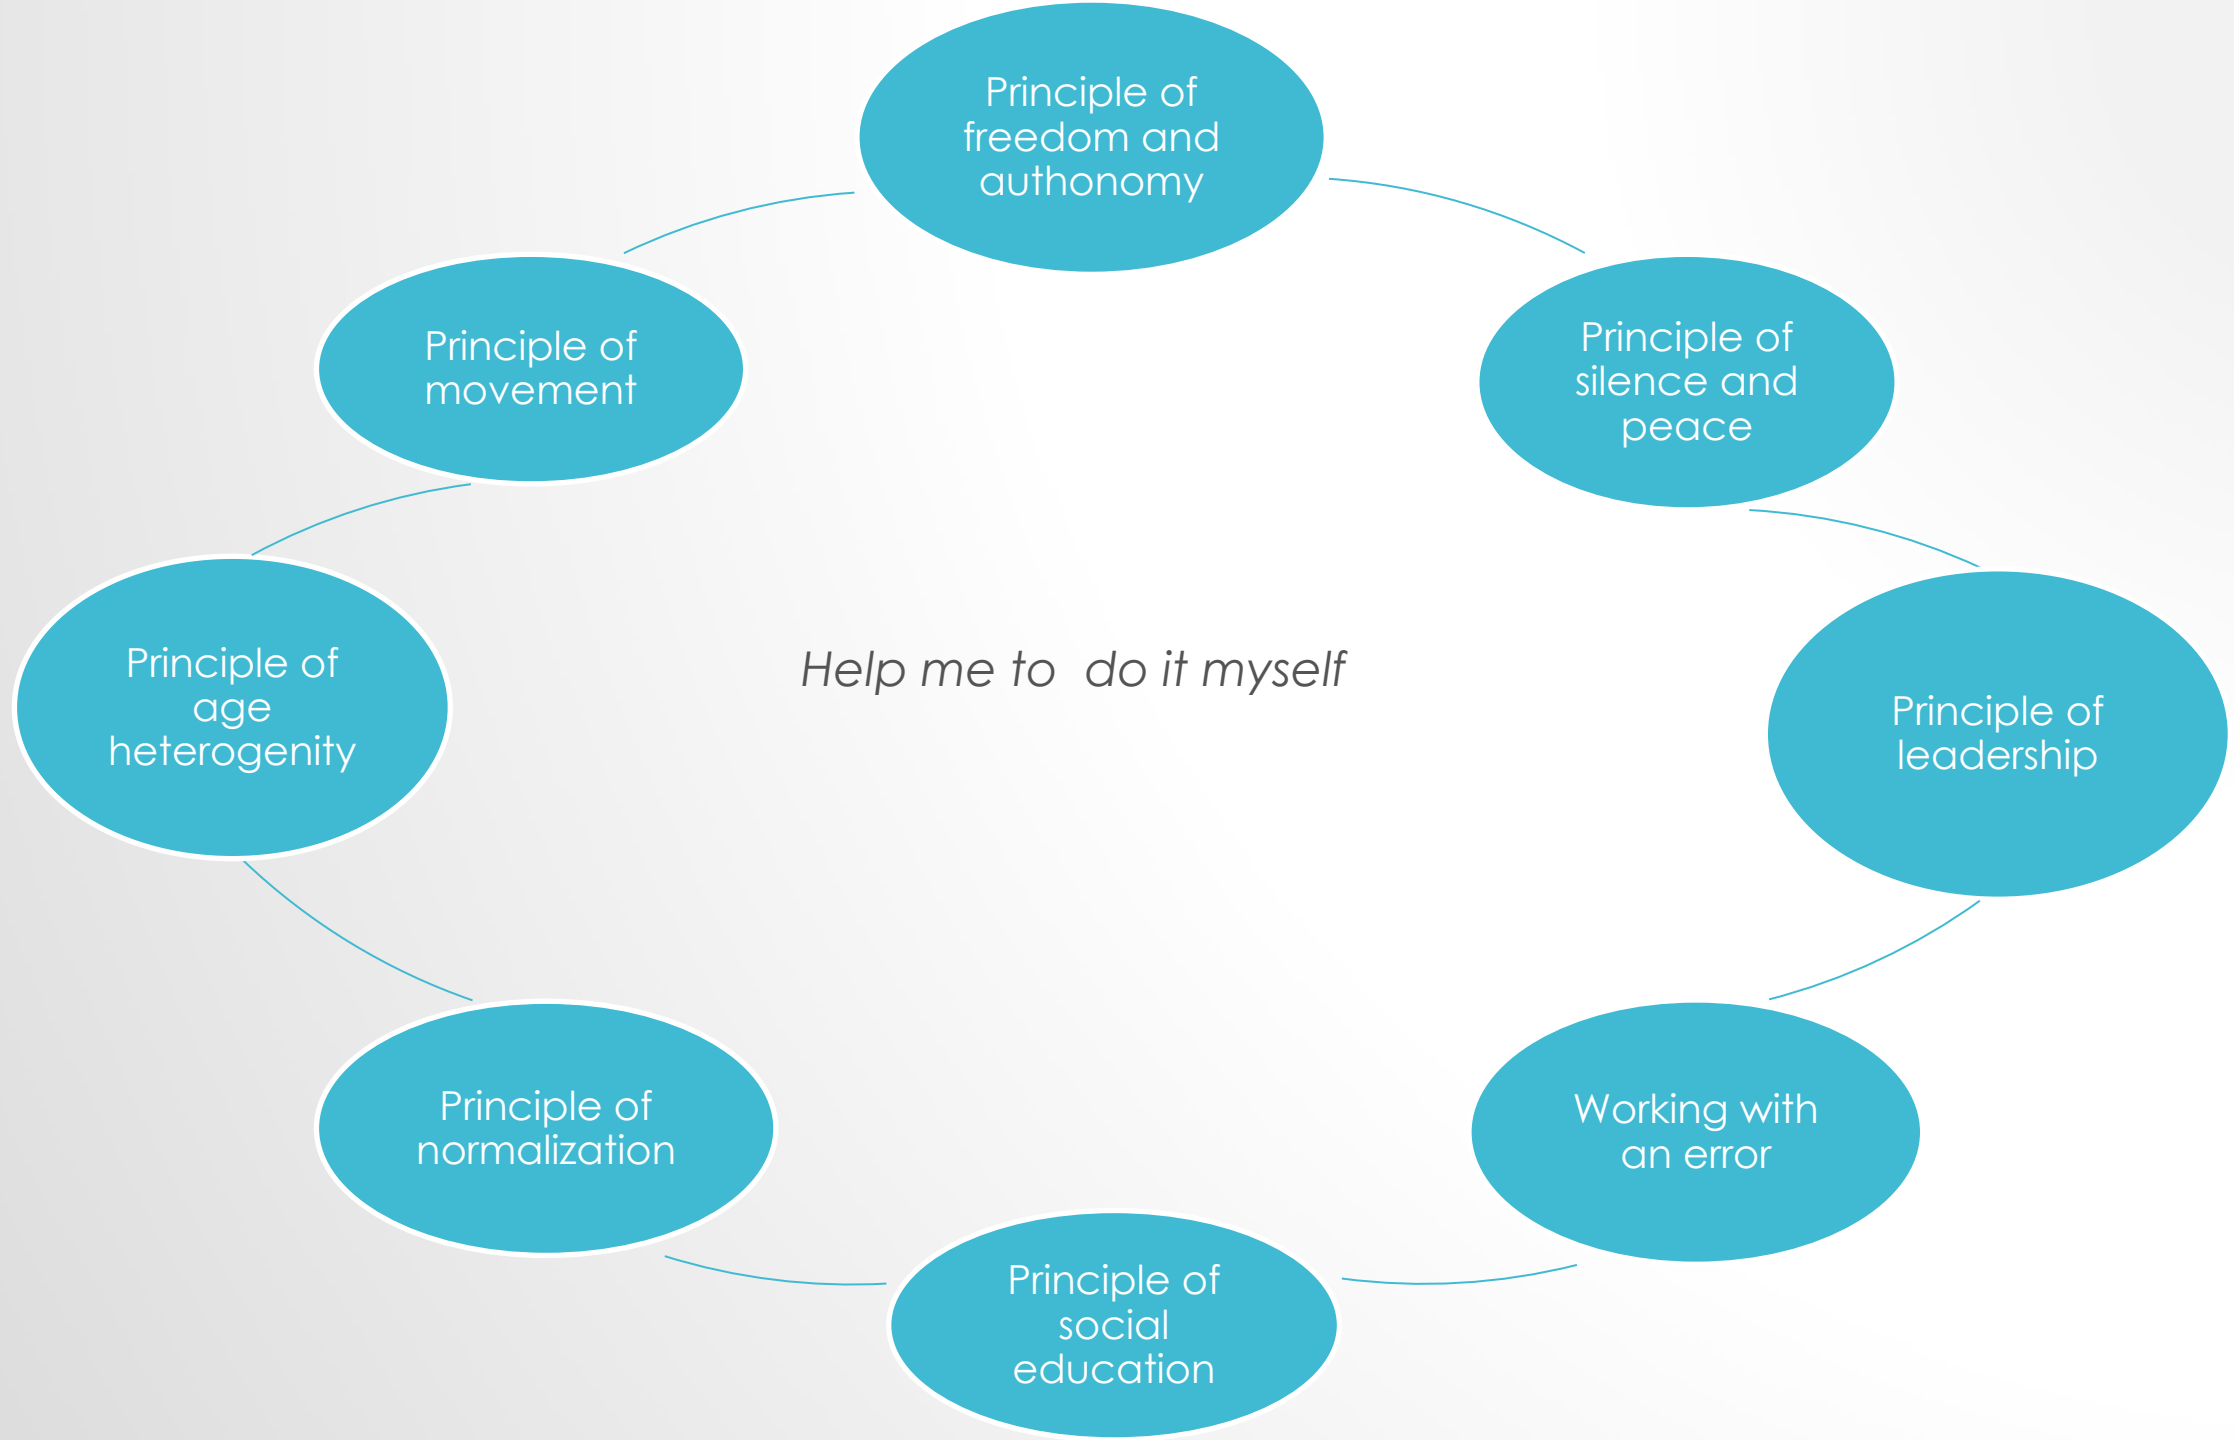 Principle of
freedom and
authonomy
Principle of
silence and
peace
Principle of
leadership
Working with
an error
Principle of
social
education
Principle of
normalization
Principle of
age
heterogenity
Principle of
movement
Help me to  do it myself